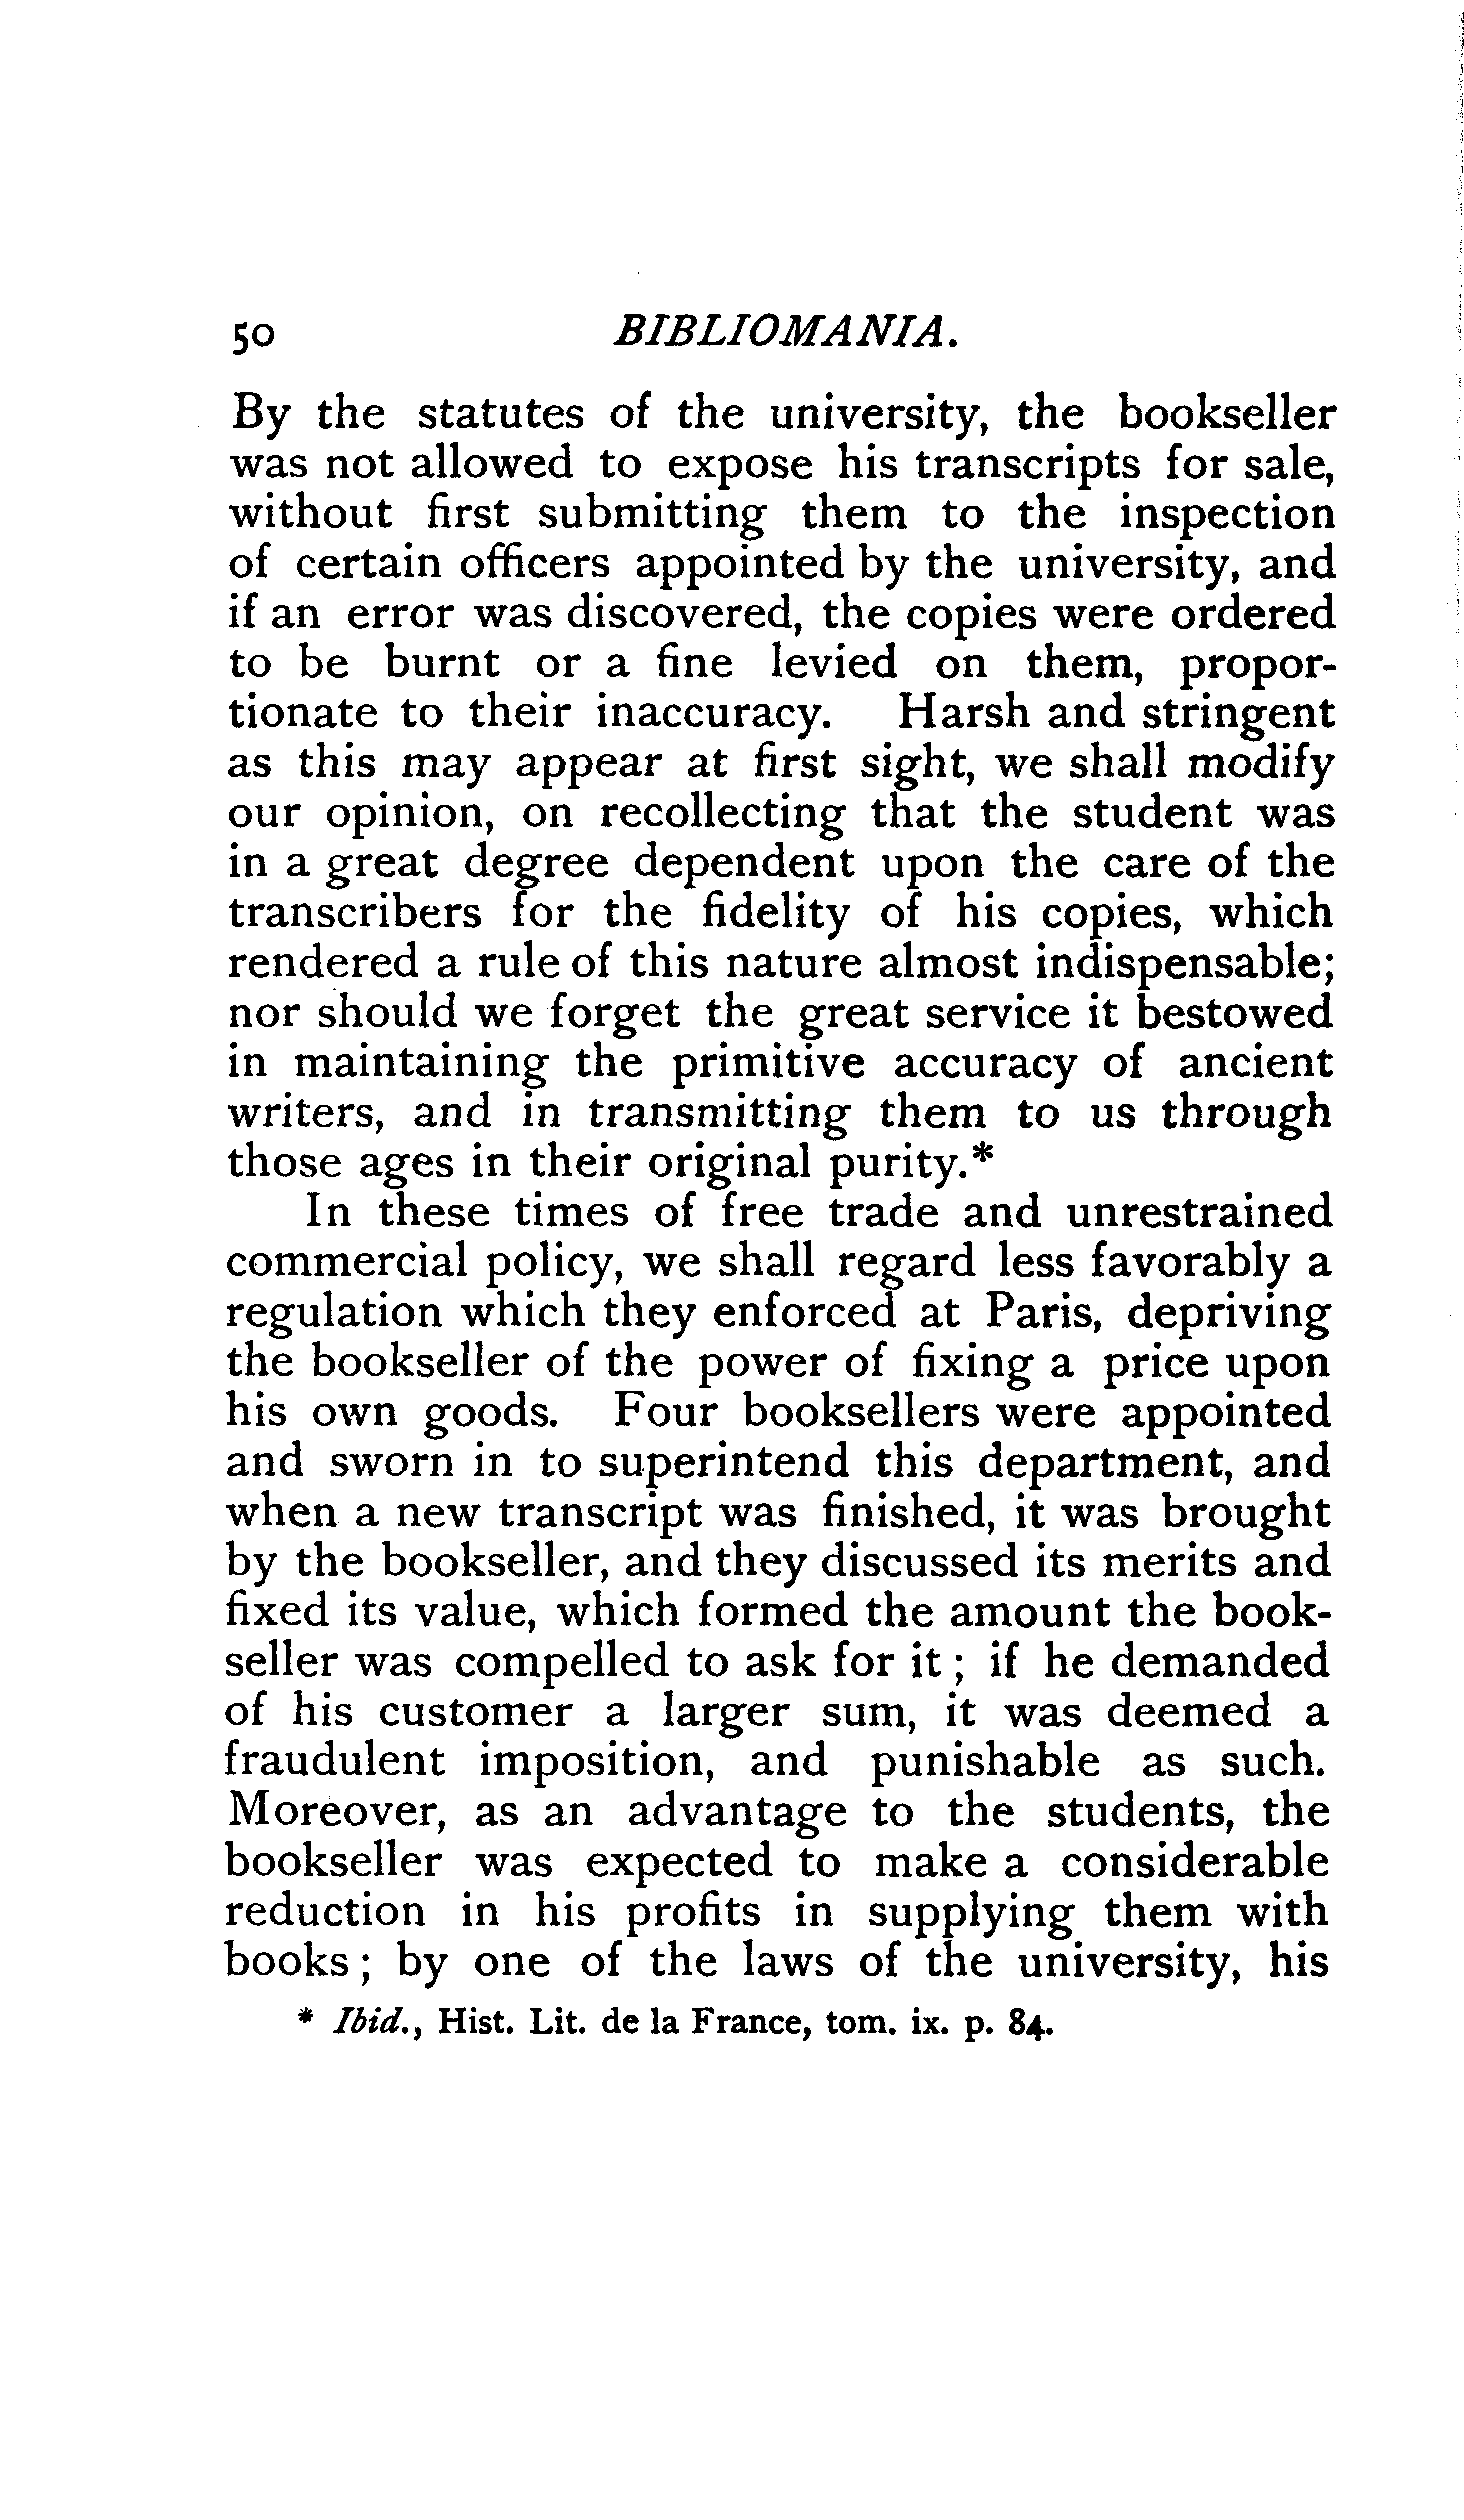 50 BIBLIOMANIA.
By the statutes of the university, the bookseller
was not allowed to expose his transcripts for sale,
without first submitting them to the inspection
of certain officers appointed by the university, and
if an error was discovered, the copies were ordered
to be burnt or a fine levied on them, propor-
tionate to their inaccuracy. Harsh and stringent
as this may appear at first sight, we shall modify
our opinion, on recollecting that the student was
in a great degree dependent upon the care of the
transcribers for the fidelity of his copies, which
rendered a rule of this nature almost indispensable;
nor should we forget the great service it bestowed
in maintaining the primitive accuracy of ancient
writers, and in transmitting them to us through
those ages in their original purity.*
In these times of free trade and unrestrained
commercial policy, we shall regard less favorably a
regulation which they enforced at Paris, depriving
the bookseller of the power of fixing a price upon
his own goods. Four booksellers were appointed
and sworn in to superintend this department, and
when a new transcript was finished, it was brought
by the bookseller, and they discussed its merits and
fixed its value, which formed the amount the book-
seller was compelled to ask for it ; if he demanded
of his customer a larger sum, it was deemed a
fraudulent imposition, and punishable as such.
Moreover, as an advantage to the students, the
bookseller was expected to make a considerable
reduction in his profits in supplying them with
books ; by one of the laws of the university, his
* Ibid., Hist. Lit. de la France, tom. ix. p. 84.